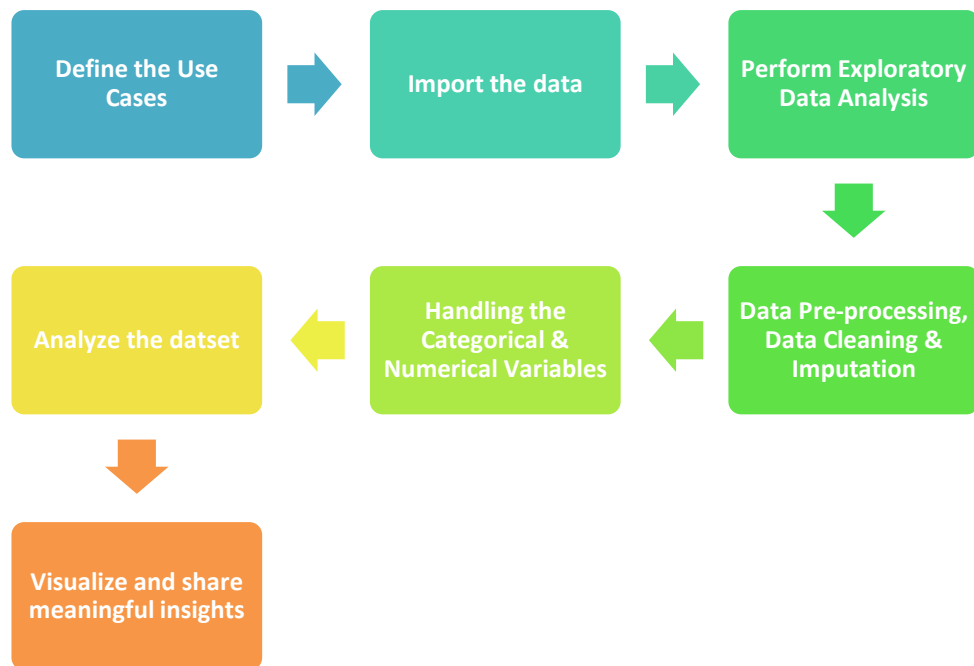 Define the Use
Cases
Import the data
Perform Exploratory
Data Analysis
Data Pre-processing,
Data Cleaning &
Imputation
Handling the
Categorical &
Numerical Variables
Analyze the datset
Visualize and share
meaningful insights